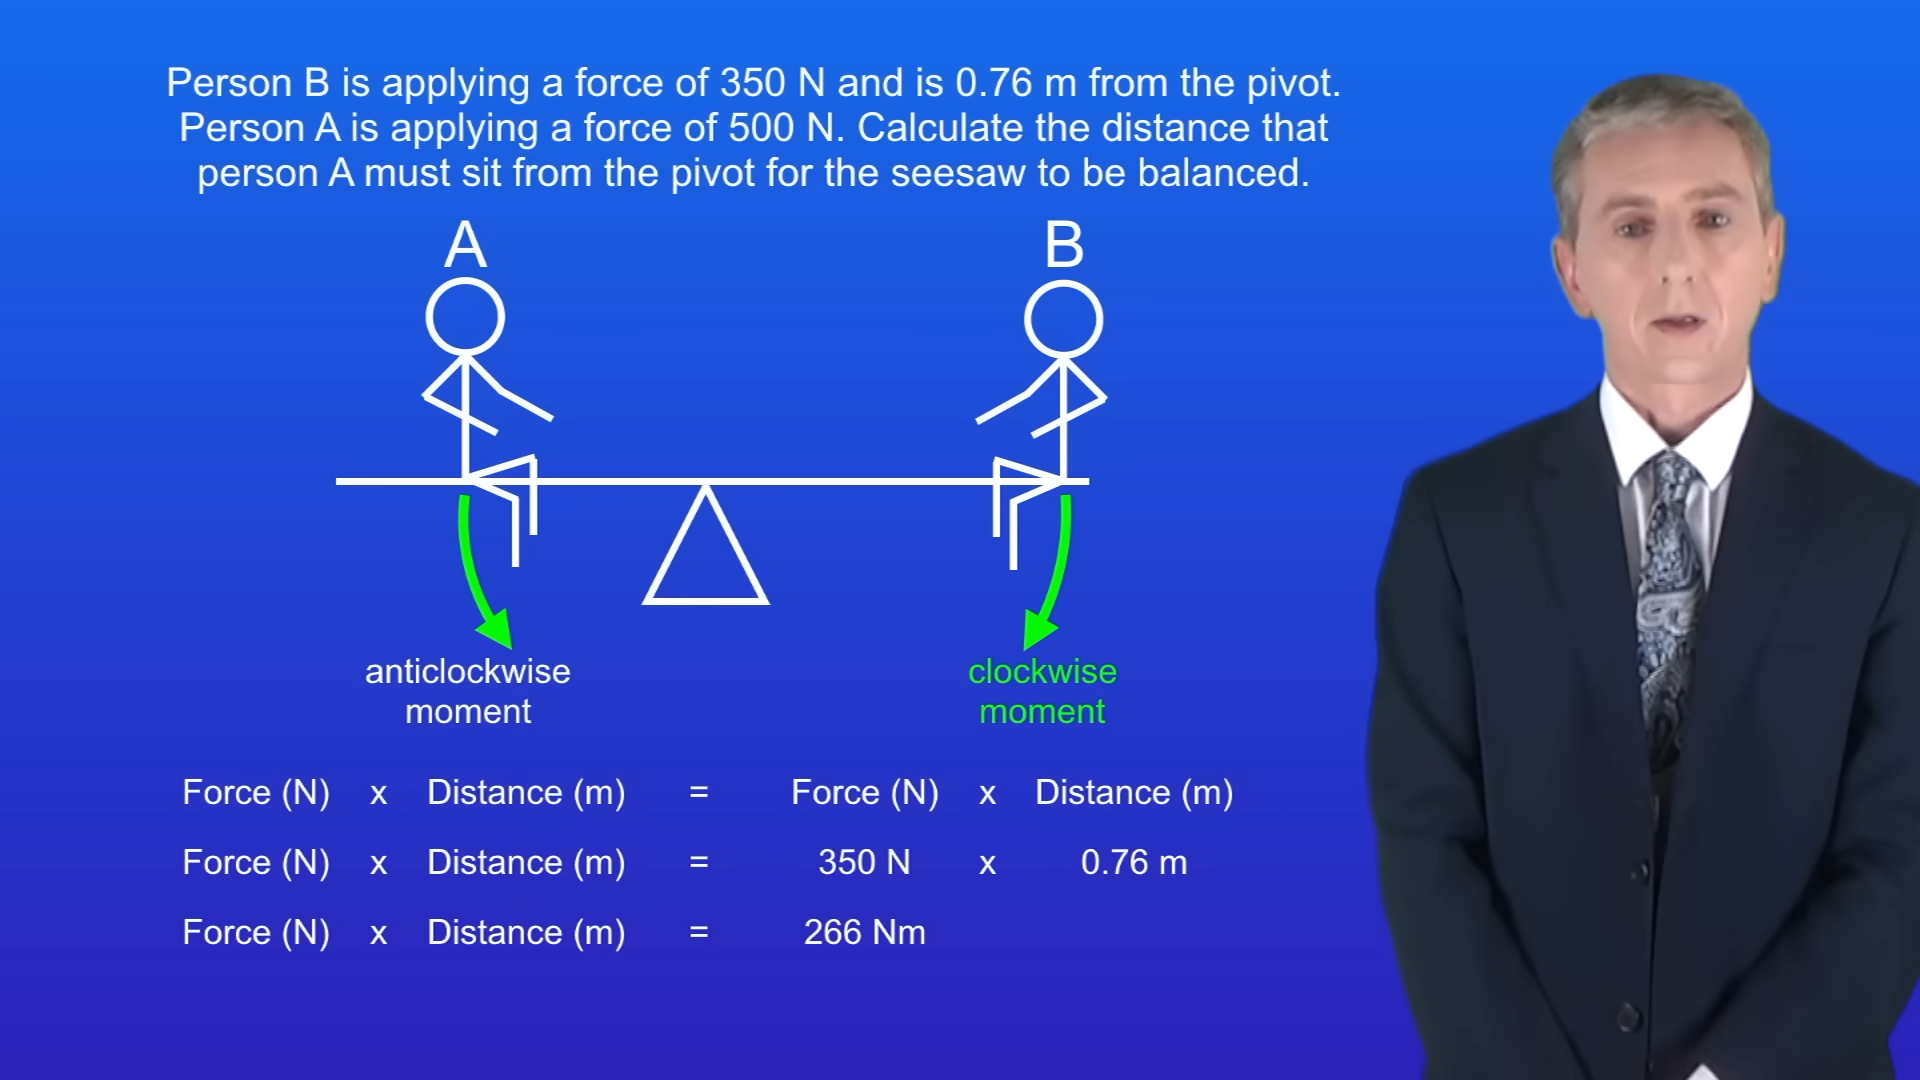 Person B is applying a force of 350 N and is 0.76 m from the pivot.
Person A is applying a force of 500 N. Calculate the distance that
person A must sit from the pivot for the seesaw to be balanced.
A
B
anticlockwise
moment
clockwise
moment
Force (N) x Distance (m) = Force (N) x Distance (m)
Force (N) x Distance (m) = 350 N x 0.76 m
Force (N) x Distance (m) = 266 Nm